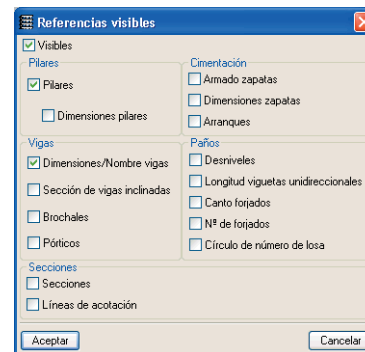 Referencias visibles
Visibles
Pilares
Pilares
Dimensiones pilares
Cimentación
Armado zapatas
Dimensiones zapatas
Arranques
Vigas
Dimensiones/Nombre vigas
Sección de vigas inclinadas
Brochales
Pórticos
Paños
Desniveles
Longitud viguetas unidireccionales
Canto forjados
Nº de forjados
Círculo de número de losa
Secciones
Secciones
Líneas de acotación
Aceptar
Cancelar